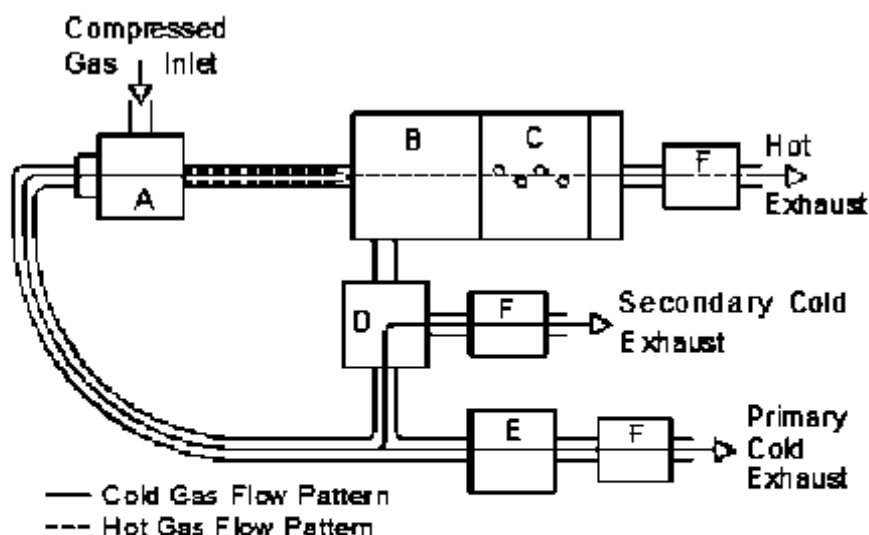 Compressed
Gas Inlet
B
C
F
Hot
Exhaust
A
D
F
Secondary Cold
Exhaust
E
F
Primary
Cold
Exhaust
Cold Gas Flow Pattern
Hot Gas Flow Pattern